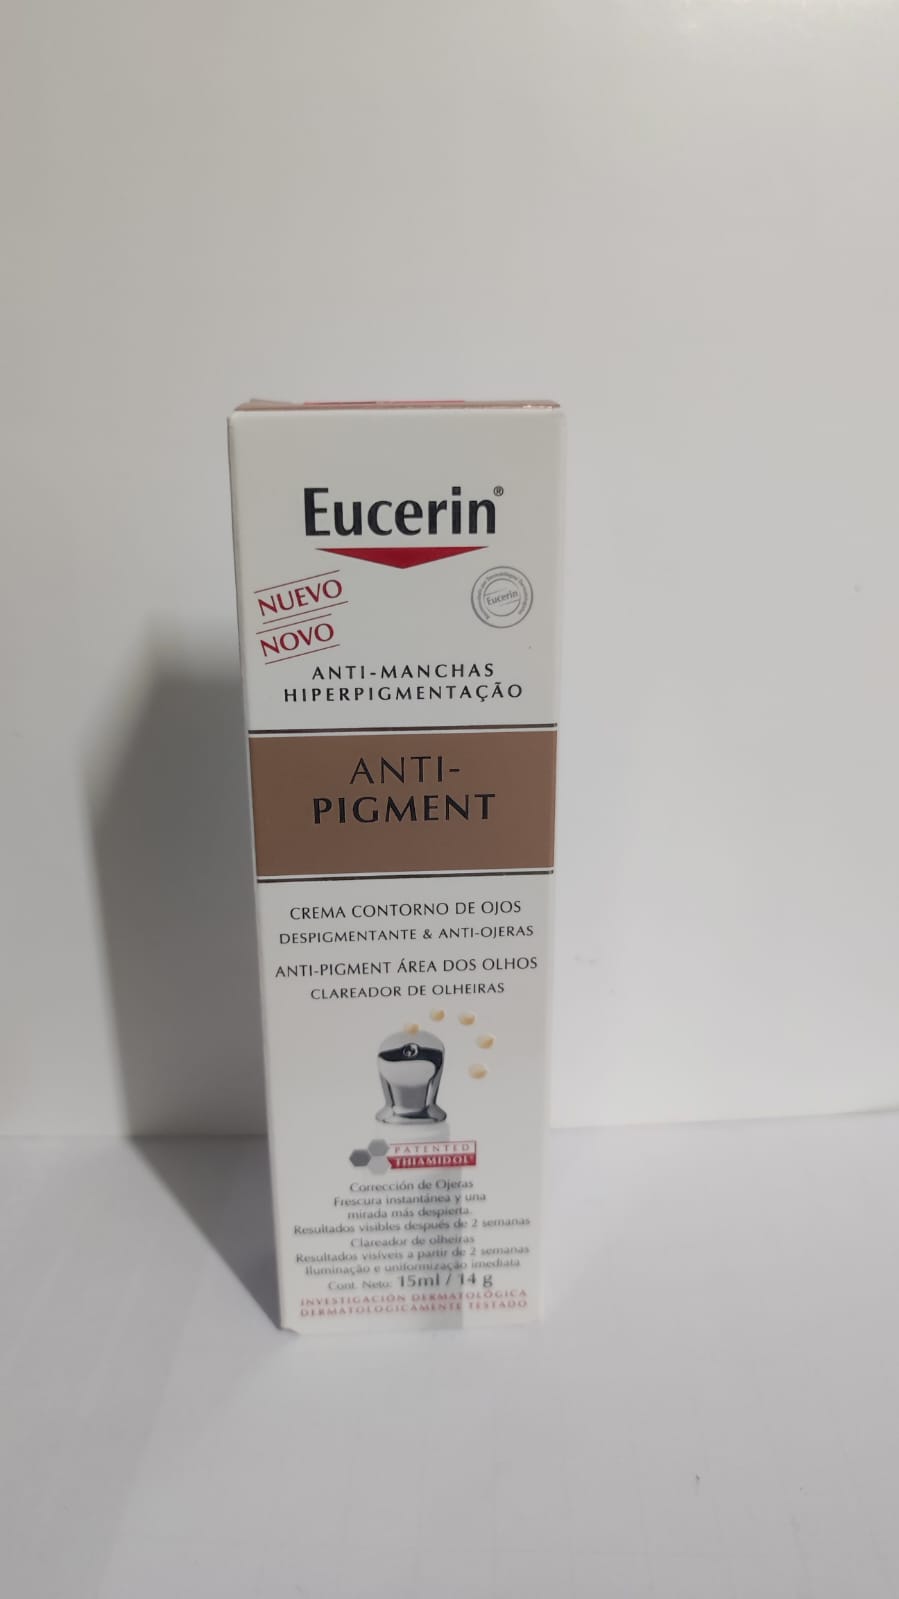 Eucerin®
NUEVO
NOVO
Eucerin
ANTI-MANCHAS
HIPERPIGMENTAÇÃO
ANTI-
PIGMENT
CREMA CONTORNO DE OJOS
DESPIGMENTANTE & ANTI-OJERAS
ANTI-PIGMENT ÁREA DOS OLHOS
CLAREADOR DE OLHEIRAS
PATENTED
THIAMIDOL®
Corrección de Ojeras
Frescura instantánea y una
mirada más despierta.
Resultados visibles después de 2 semanas
Clareador de olheiras
Resultados visíveis a partir de 2 semanas
Iluminação e uniformização imediata
Cont. Neto: 15ml / 14 g
INVESTIGACIÓN DERMATOLÓGICA
DERMATOLOGICAMENTE TESTADO